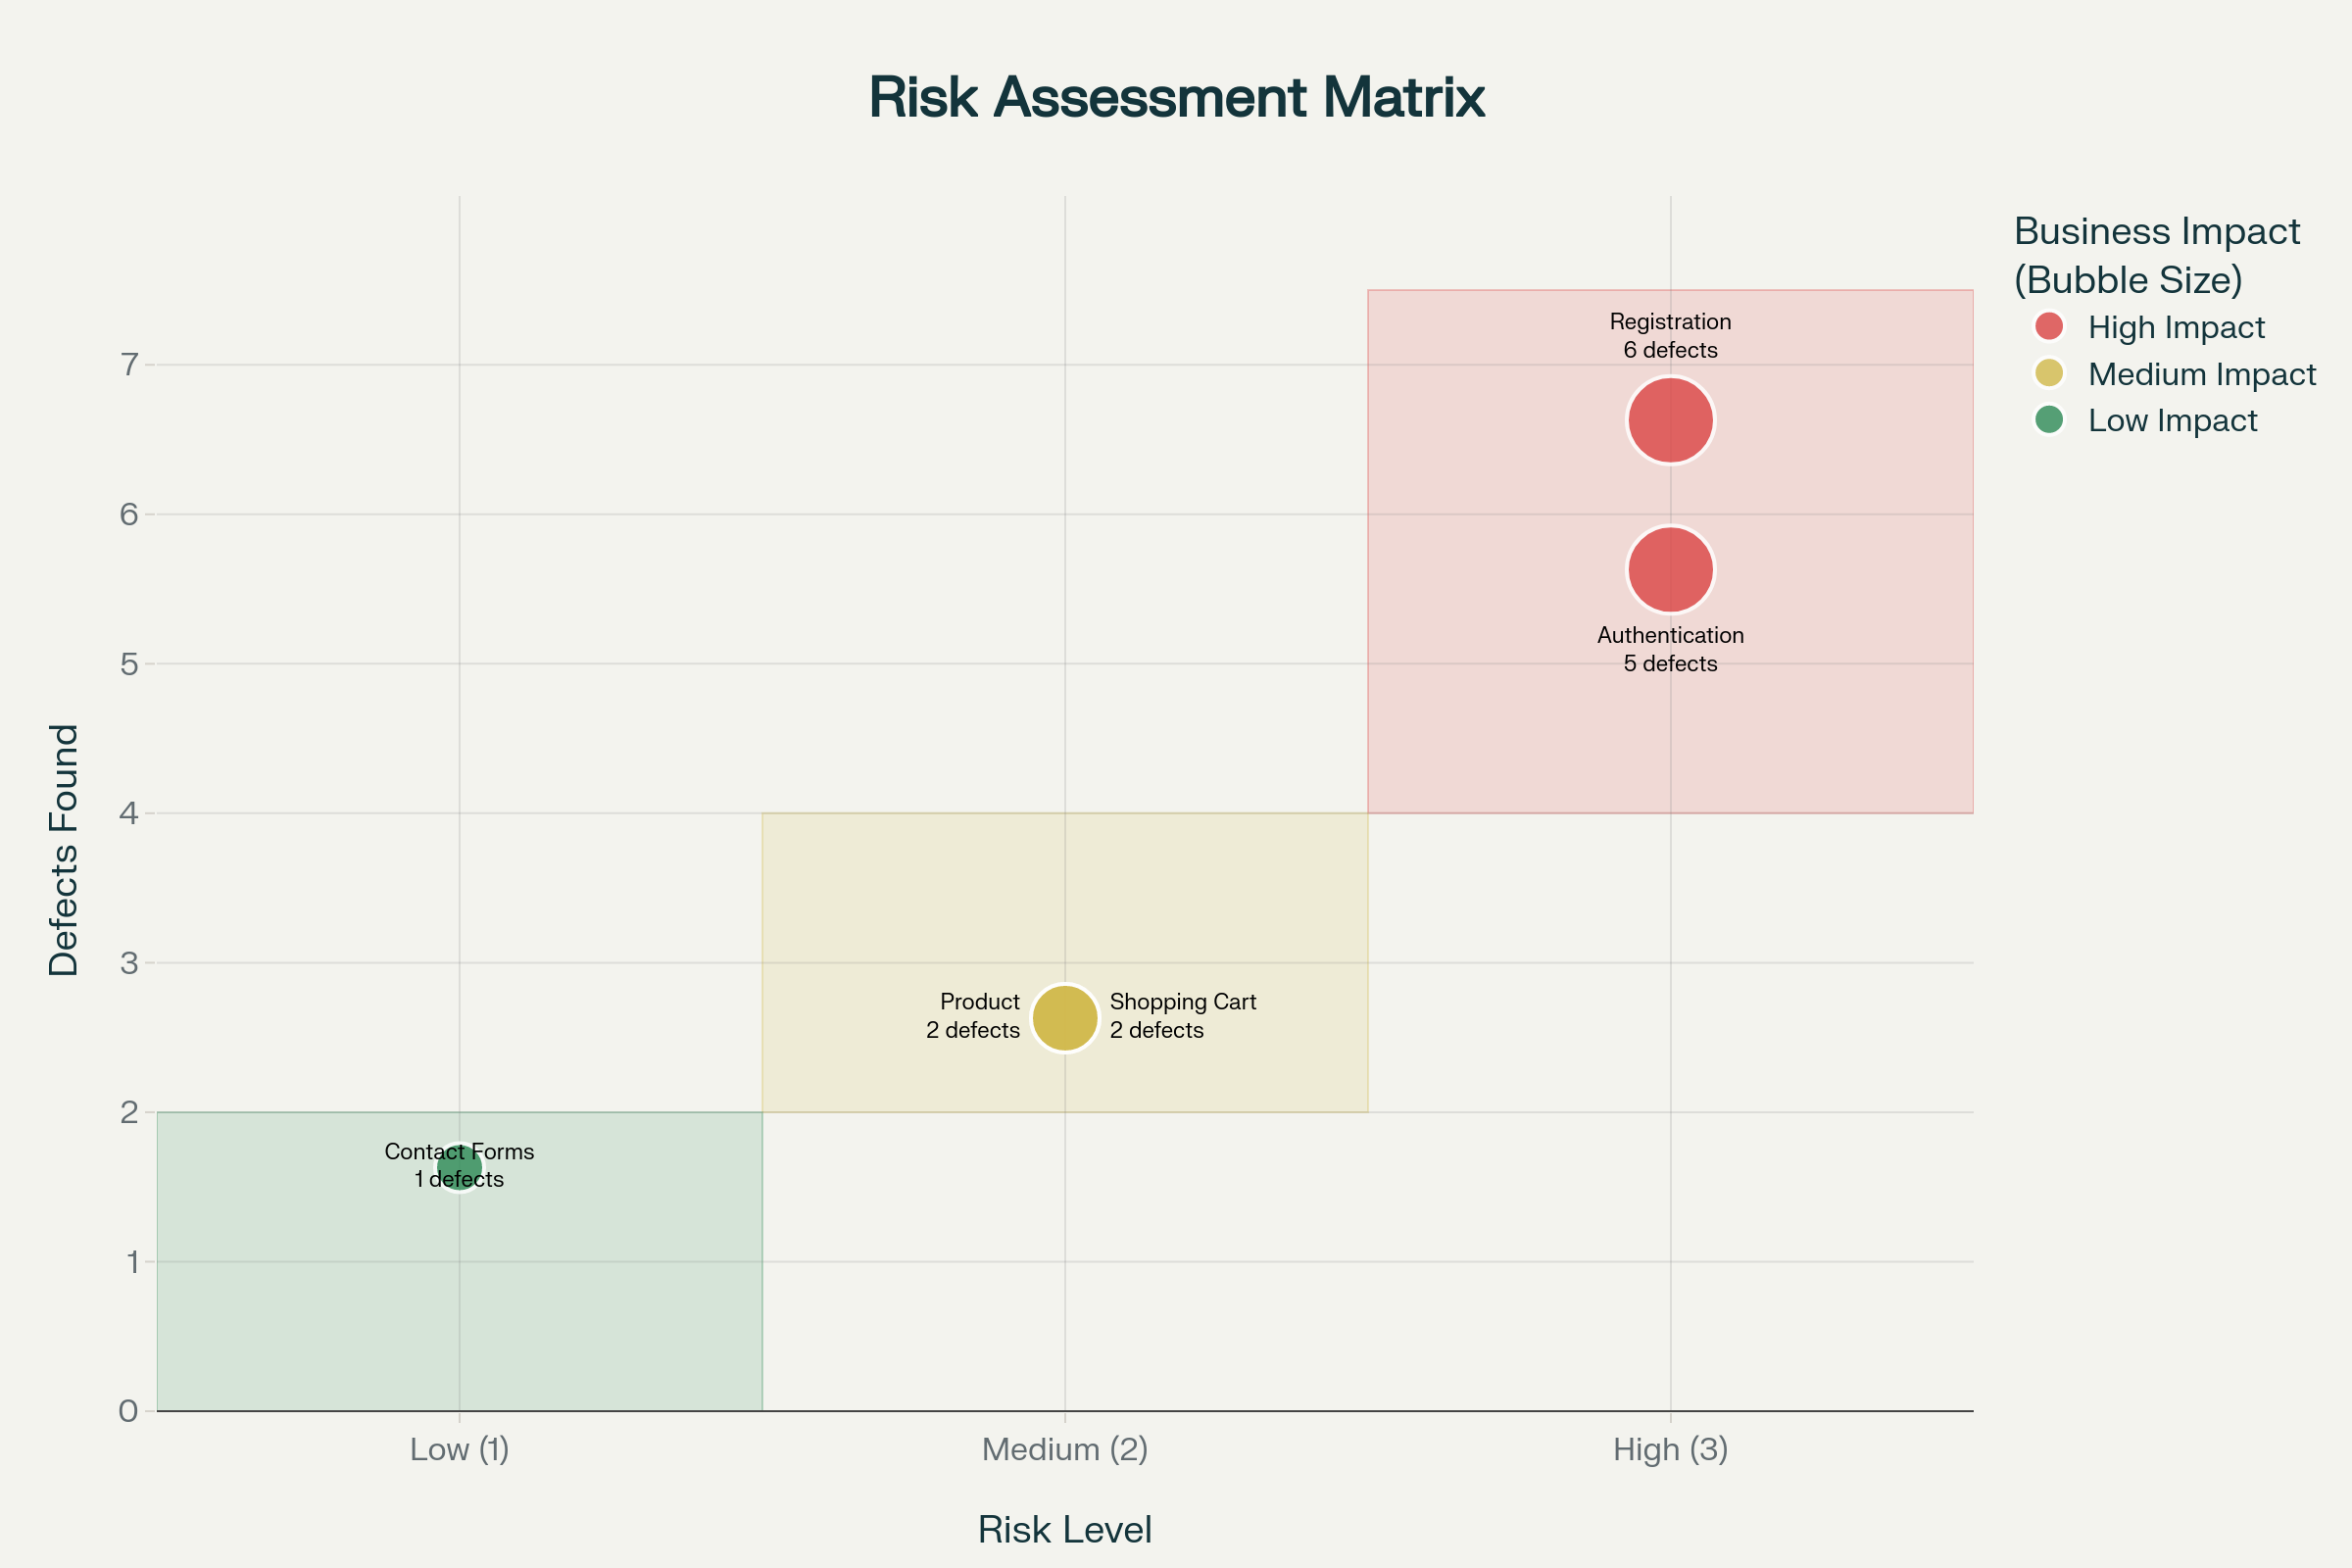 Risk Assessment Matrix
Business Impact
(Bubble Size)
High Impact
Medium Impact
Low Impact
Defects Found
7
6
5
4
3
2
1
0
Registration
6 defects
Authentication
5 defects
Product
2 defects
Shopping Cart
2 defects
Contact Forms
1 defects
Low (1)
Medium (2)
High (3)
Risk Level